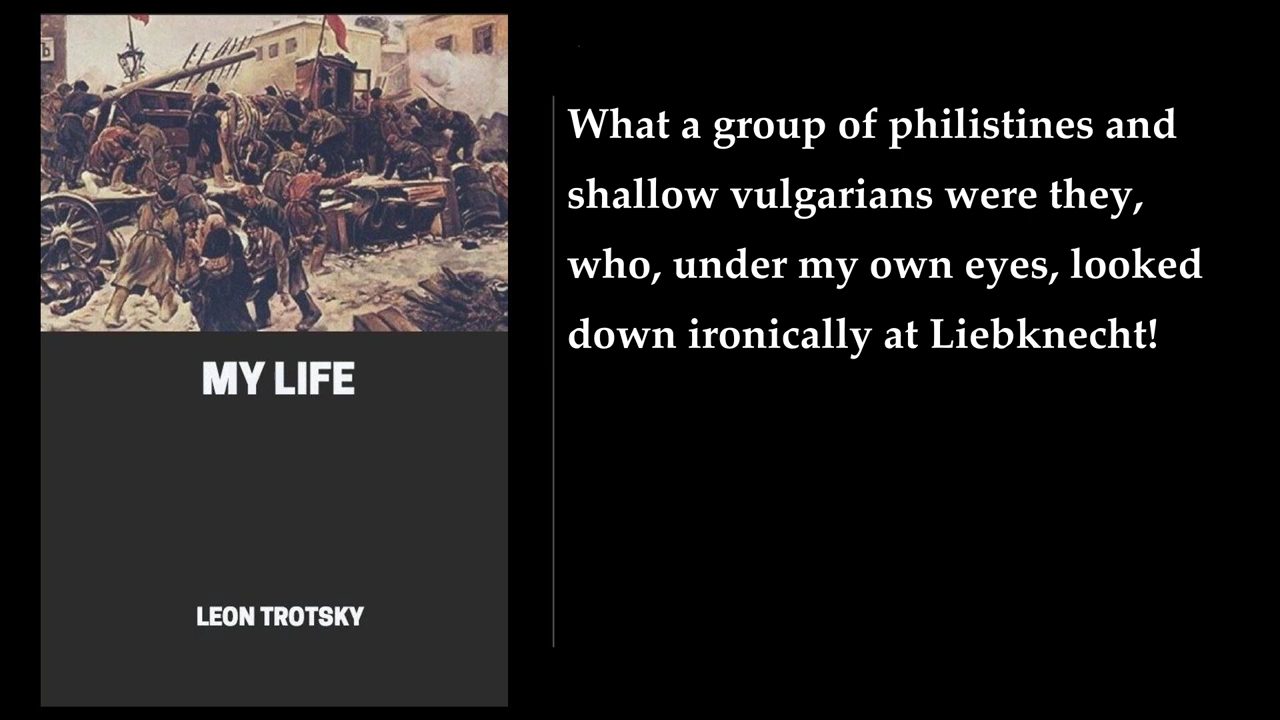 MY LIFE
LEON TROTSKY
What a group of philistines and
shallow vulgarians were they,
who, under my own eyes, looked
down ironically at Liebknecht!